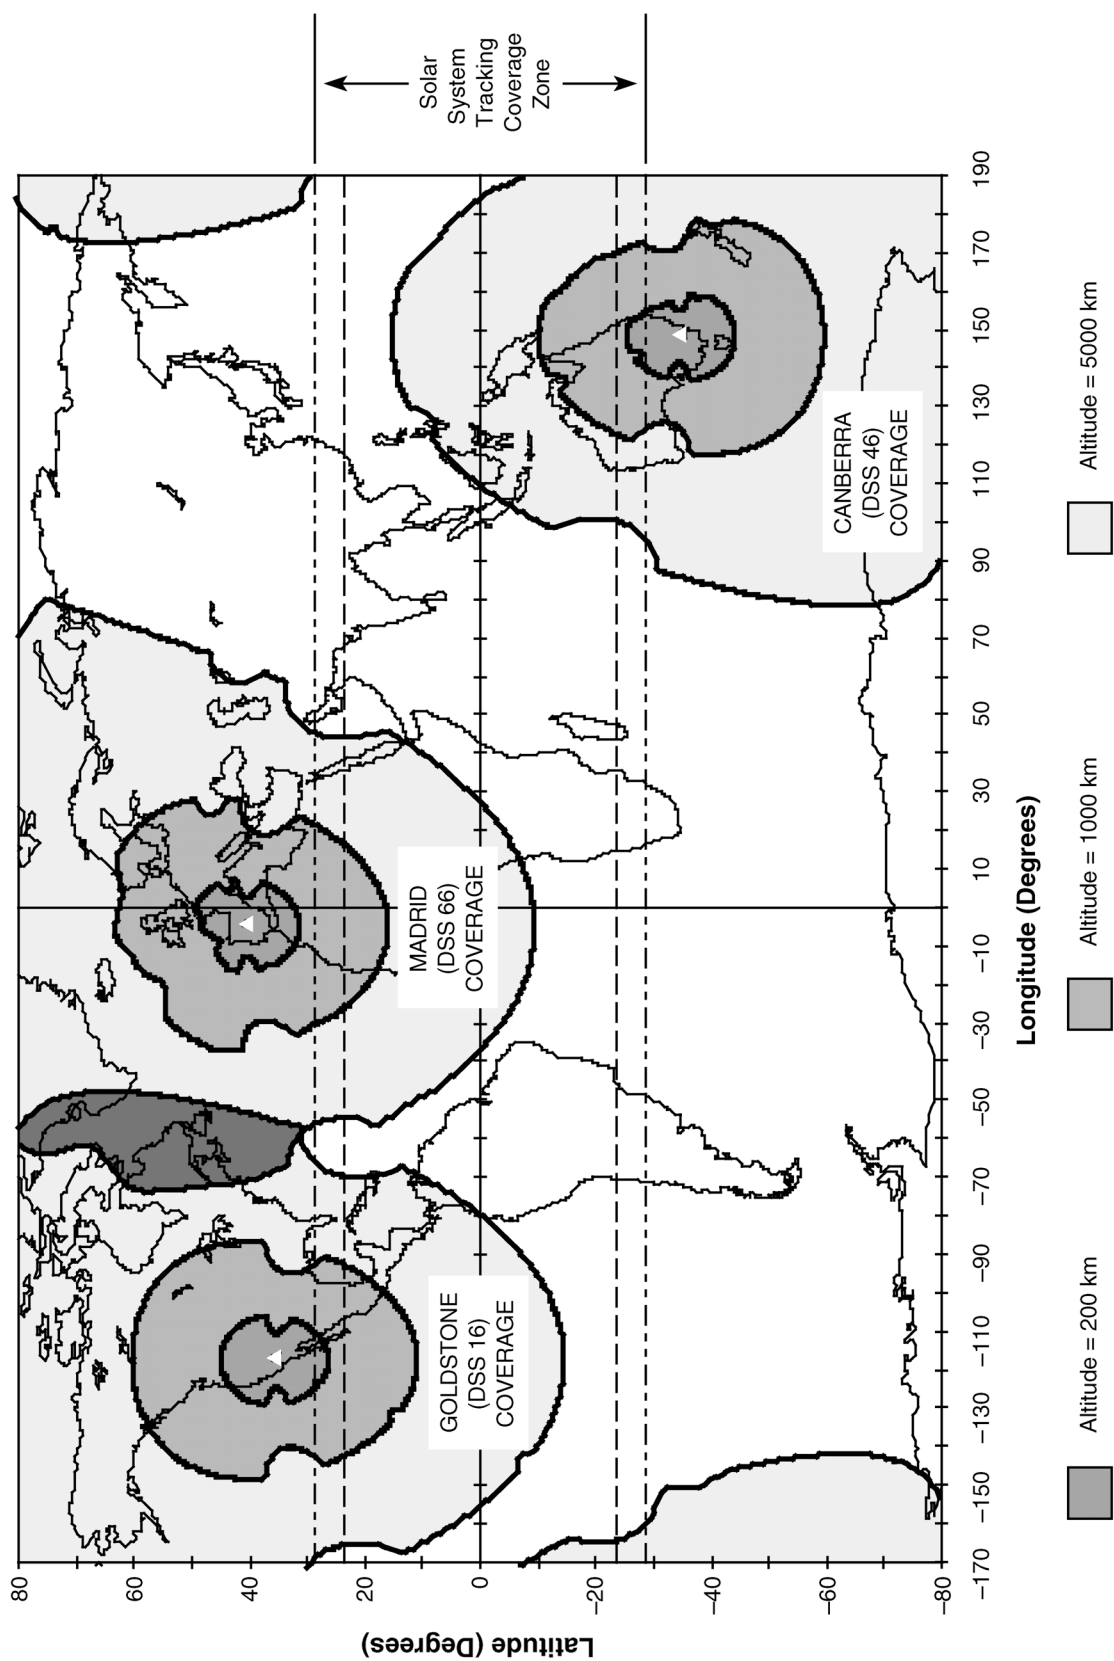 Solar
System
Tracking
Coverage
Zone
80
60
40
20
0
−20
−40
−60
−80
Latitude (Degrees)
GOLDSTONE
(DSS 16)
COVERAGE
MADRID
(DSS 66)
COVERAGE
CANBERRA
(DSS 46)
COVERAGE
−170
−150
−130
−110
−90
−70
−50
−30
−10
10
30
50
70
90
110
130
150
170
190
Longitude (Degrees)
Altitude = 200 km
Altitude = 1000 km
Altitude = 5000 km